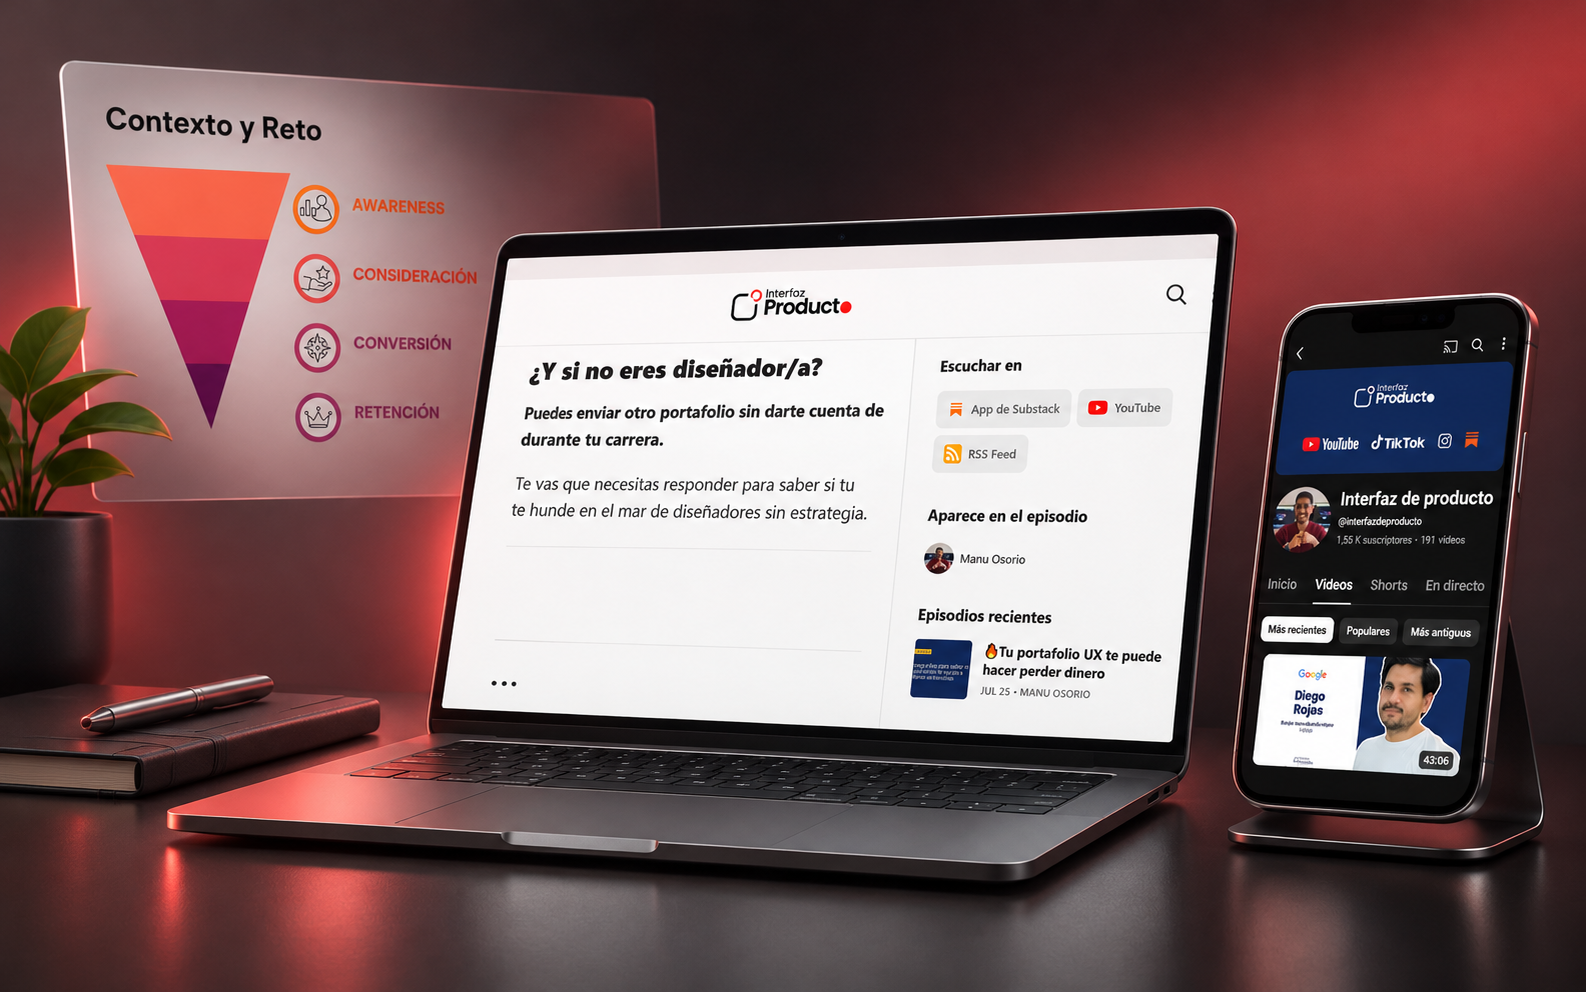 Contexto y Reto
AWARENESS
CONSIDERACIÓN
CONVERSIÓN
RETENCIÓN
Interfaz
Producto
¿Y si no eres diseñador/a?
Puedes enviar otro portafolio sin darte cuenta de
durante tu carrera.
Te vas que necesitas responder para saber si tu
te hunde en el mar de diseñadores sin estrategia.
Escuchar en
App de Substack
YouTube
RSS Feed
Aparece en el episodio
Manu Osorio
Episodios recientes
🔥Tu portafolio UX te puede
hacer perder dinero
JUL 25 • MANU OSORIO
Interfaz
Producto
YouTube TikTok
Interfaz de producto
@interfazdeproducto
1,55 K suscriptores • 191 videos
Inicio Videos Shorts En directo
Más recientes Populares Más antiguus
Google
Diego
Rojas
43:06